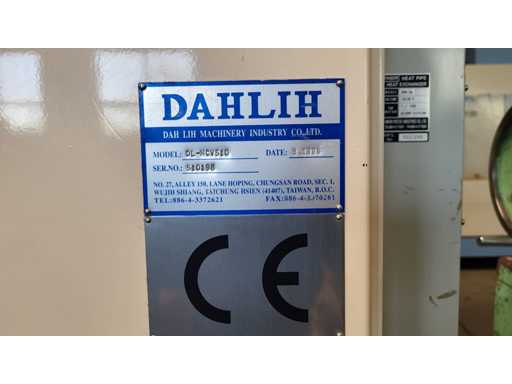 DAHLIH
DAH LIH MACHINERY INDUSTRY CO.,LTD.
MODEL: DL-MCV510 DATE:
SER.NO.: 510198
NO. 27, ALLEY 150, LANE HOPING, CHUNGSAN ROAD, SEC. 1,
WUJIH SHIANG, TAICHUNG HSIEN (41407), TAIWAN, R.O.C.
TEL:886-4-3372621 FAX:886-4-3370261
CE
HEAT PIPE
HEAT EXCHANGER